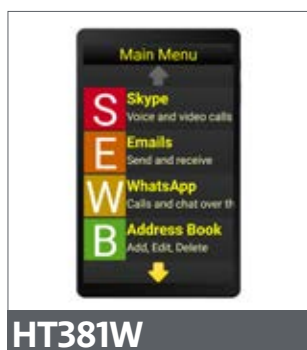 Main Menu
S
Skype
Voice and video calls
E
Emails
Send and receive
W
WhatsApp
Calls and chat over th
B
Address Book
Add, Edit, Delete
HT381W